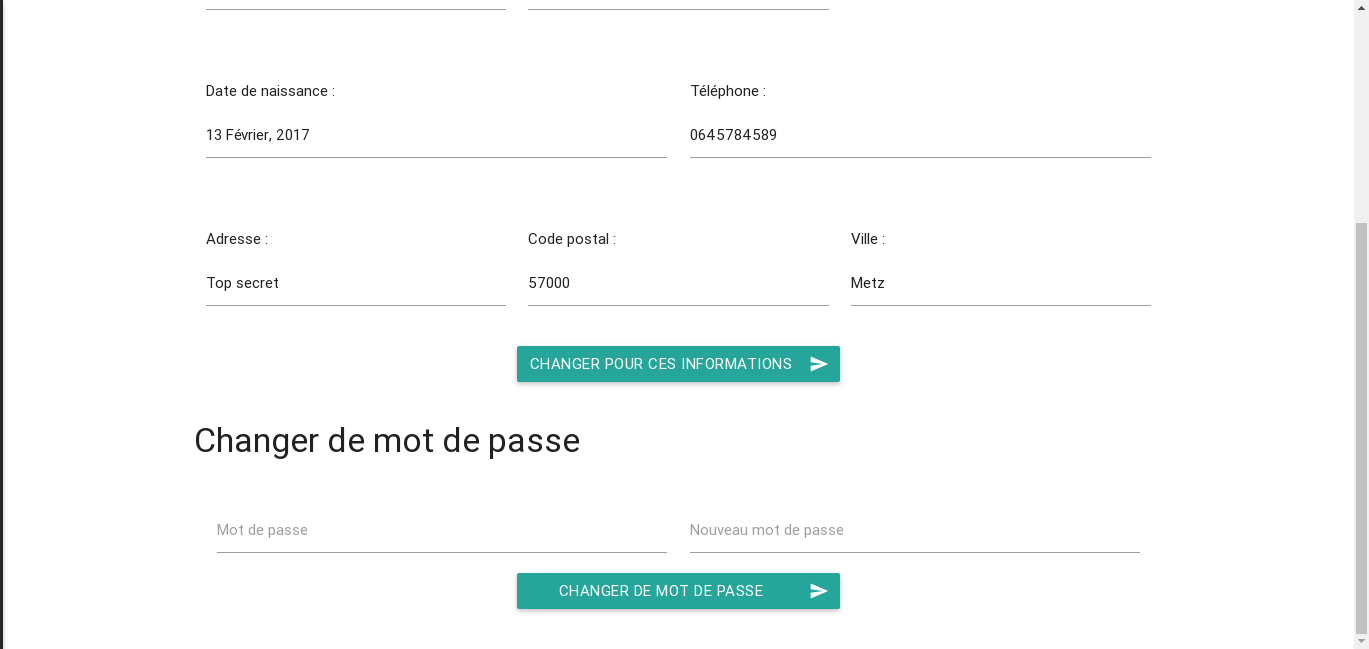 Date de naissance :
Téléphone :
13 Février, 2017
0645784589
Adresse :
Code postal :
Ville :
Top secret
57000
Metz
CHANGER POUR CES INFORMATIONS
Changer de mot de passe
Mot de passe
Nouveau mot de passe
CHANGER DE MOT DE PASSE